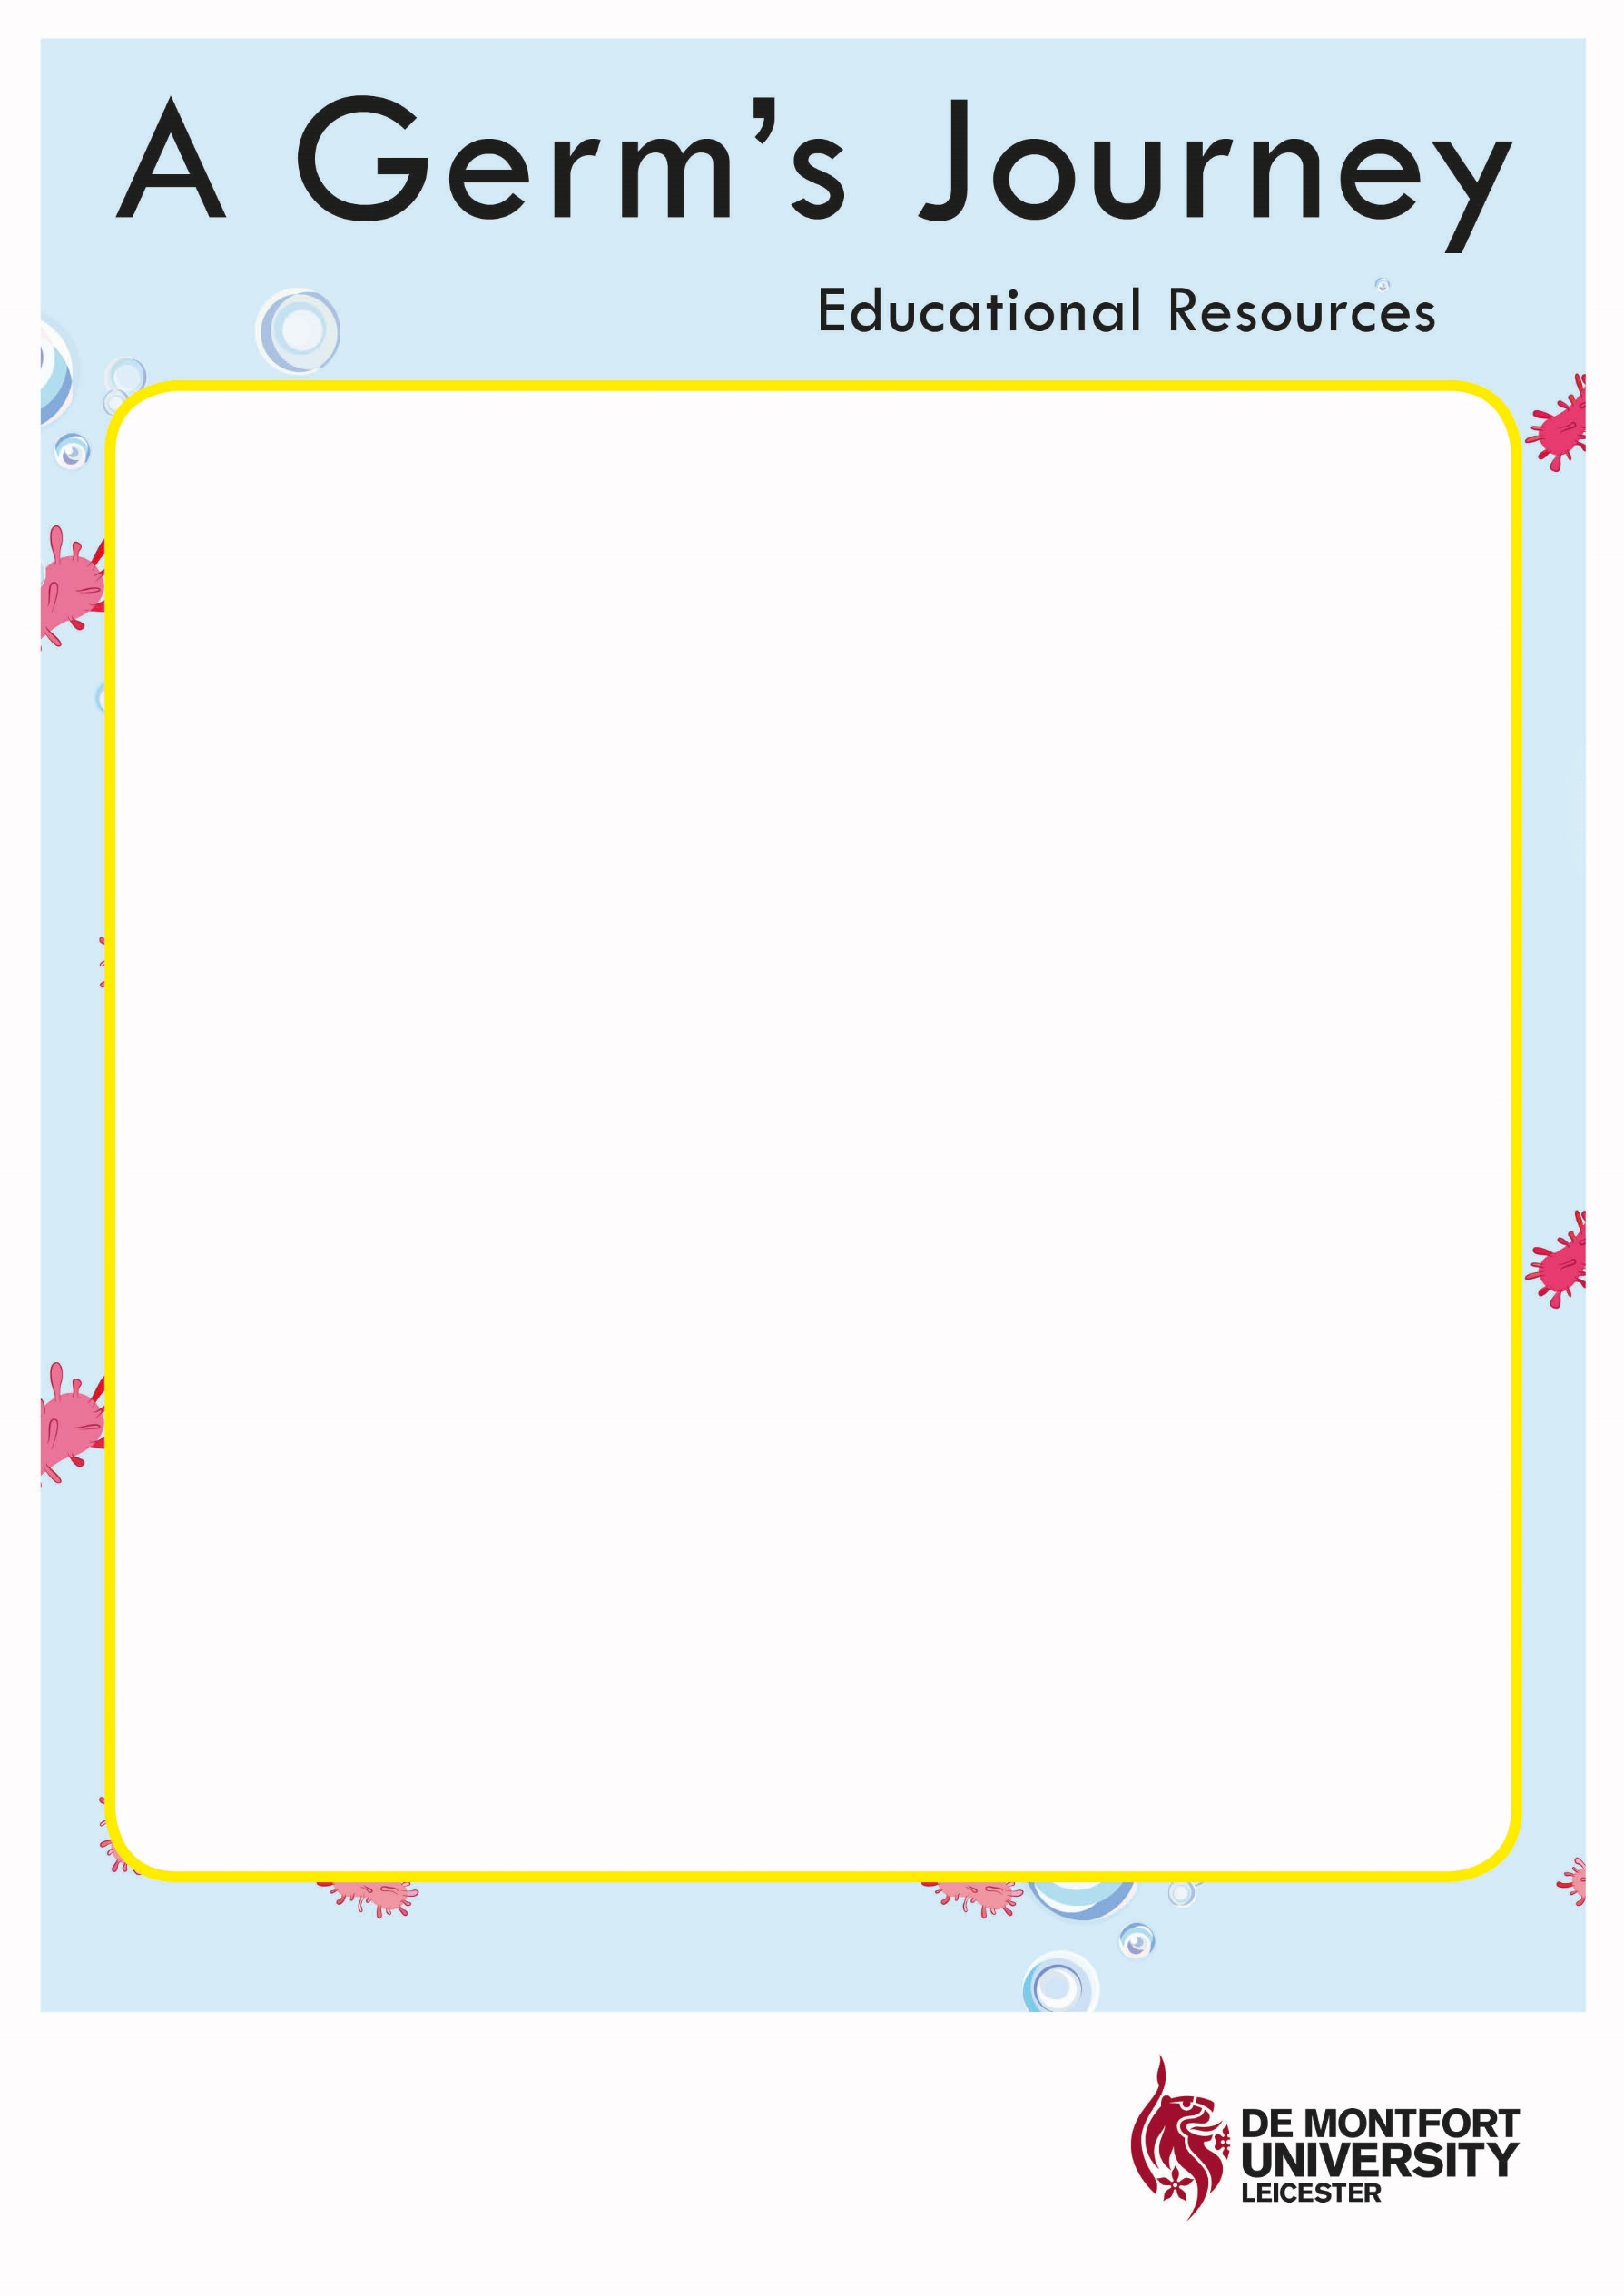 A Germ’s Journey
Educational Resources
DE MONTFORT
UNIVERSITY
LEICESTER